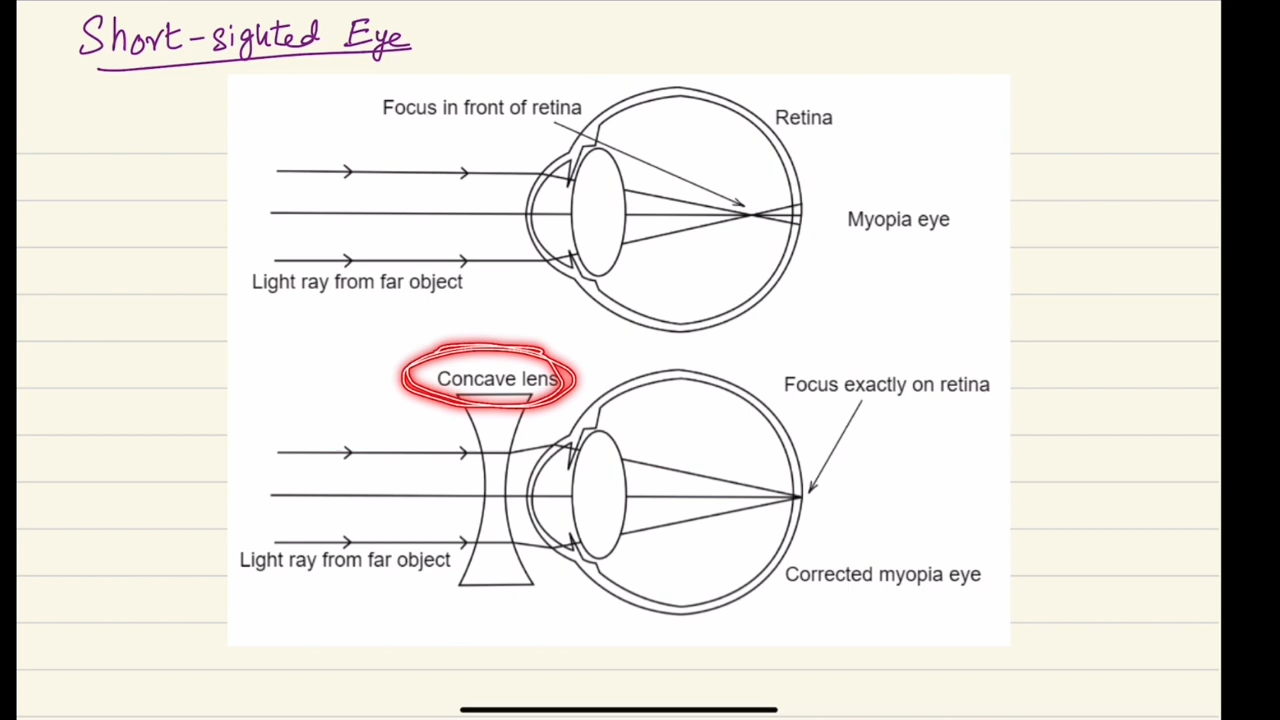 Short-sighted Eye
Focus in front of retina
Retina
Myopia eye
Light ray from far object
Concave lens
Focus exactly on retina
Light ray from far object
Corrected myopia eye